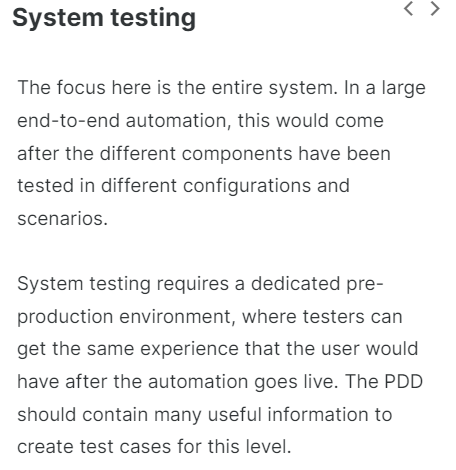 System testing
The focus here is the entire system. In a large
end-to-end automation, this would come
after the different components have been
tested in different configurations and
scenarios.
System testing requires a dedicated pre-
production environment, where testers can
get the same experience that the user would
have after the automation goes live. The PDD
should contain many useful information to
create test cases for this level.